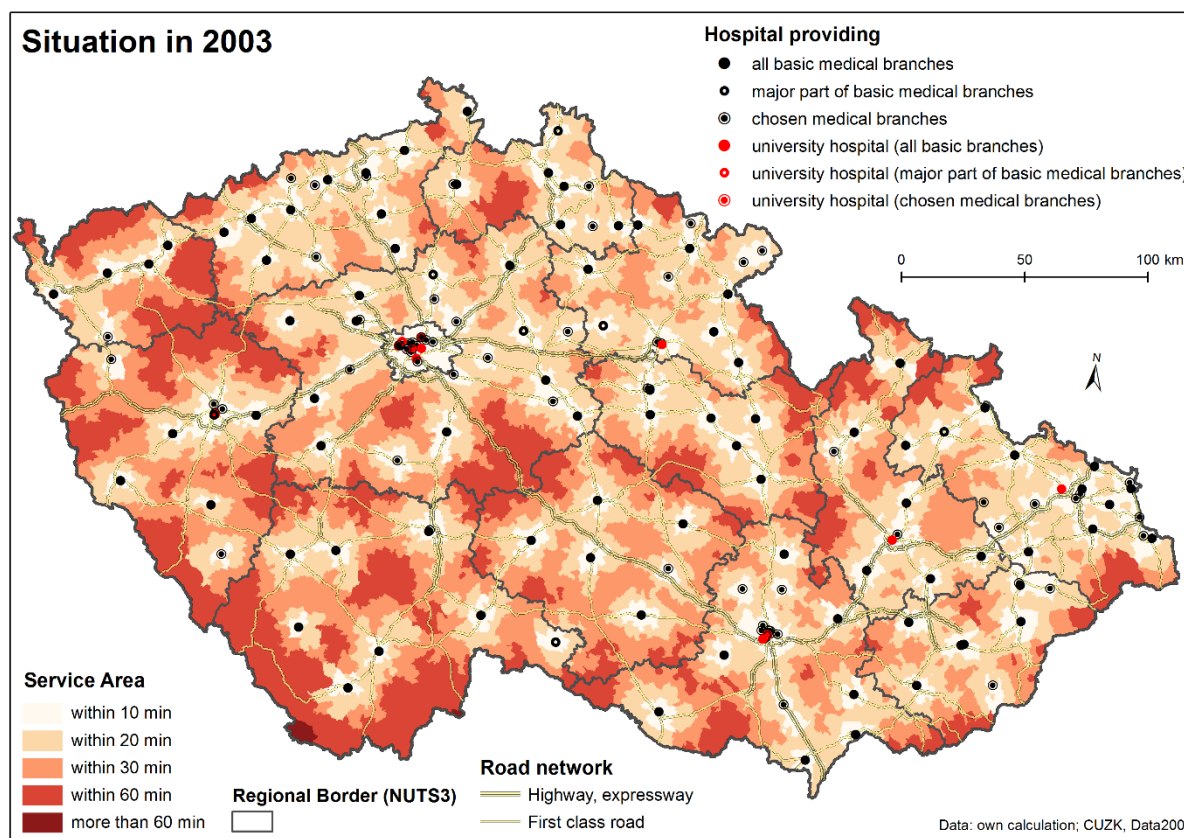 Situation in 2003
Hospital providing
all basic medical branches
major part of basic medical branches
chosen medical branches
university hospital (all basic branches)
university hospital (major part of basic medical branches)
university hospital (chosen medical branches)
0 50 100 km
N
Service Area
within 10 min
within 20 min
within 30 min
within 60 min
more than 60 min
Regional Border (NUTS3)
Road network
Highway, expressway
First class road
Data: own calculation; CUZK, Data200